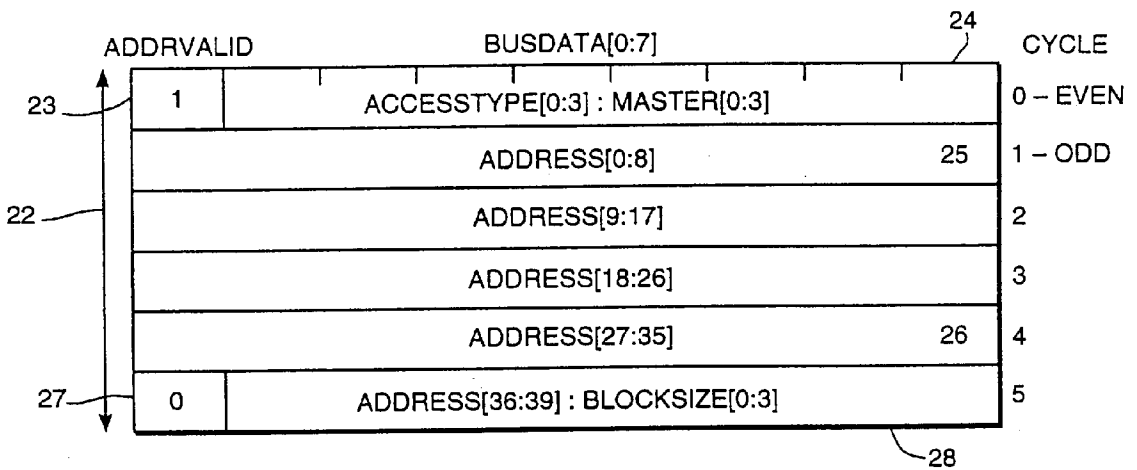 24
ADDRVALID BUSDATA[0:7] CYCLE
23 1 ACCESSTYPE[0:3] : MASTER[0:3] 0 – EVEN
ADDRESS[0:8] 25 1 – ODD
22 ADDRESS[9:17] 2
ADDRESS[18:26] 3
ADDRESS[27:35] 26 4
27 0 ADDRESS[36:39] : BLOCKSIZE[0:3] 5
28